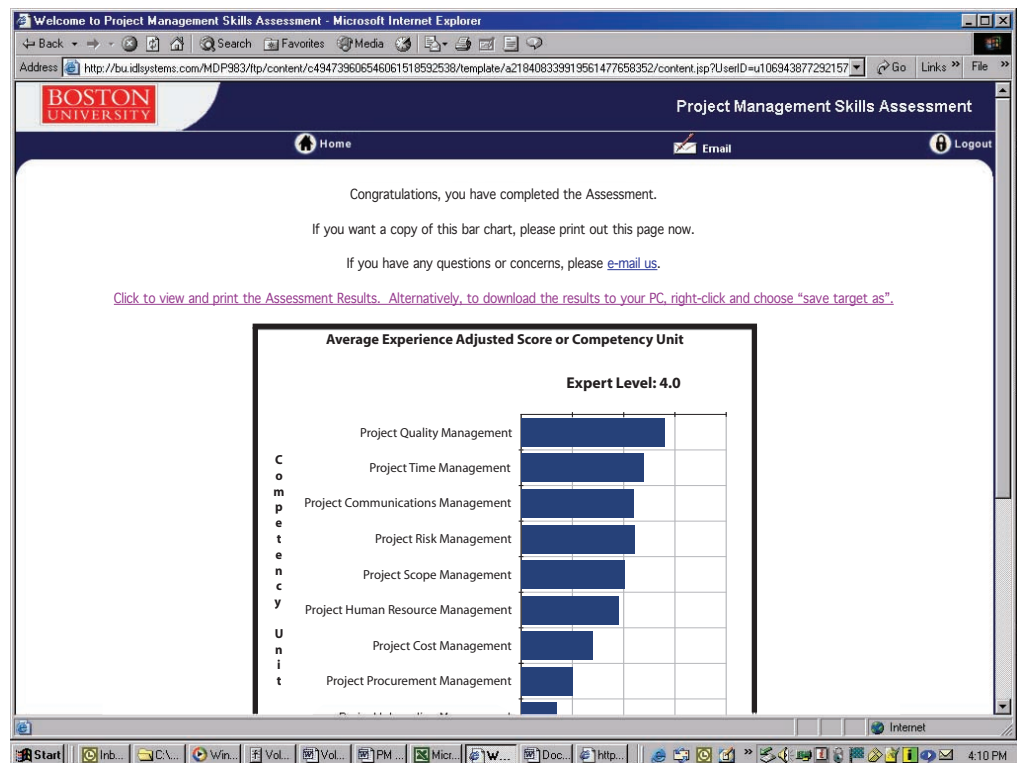 Welcome to Project Management Skills Assessment - Microsoft Internet Explorer
Back Search Favorites Media
Address http://bu.idlsystems.com/MDP983/ftp/content/c494739606546061518592538/template/a218408339919561477658352/content.jsp?UserID=u106943877292157 Go Links » File »
BOSTON
UNIVERSITY
Project Management Skills Assessment
Home Email Logout
Congratulations, you have completed the Assessment.
If you want a copy of this bar chart, please print out this page now.
If you have any questions or concerns, please e-mail us.
Click to view and print the Assessment Results. Alternatively, to download the results to your PC, right-click and choose “save target as”.
Average Experience Adjusted Score or Competency Unit
Expert Level: 4.0
Competency Unit
Project Quality Management
Project Time Management
Project Communications Management
Project Risk Management
Project Scope Management
Project Human Resource Management
Project Cost Management
Project Procurement Management
Internet
Start Inb... C:\... Win... Vol... Vol... PM ... Micr... W... Doc... http... » 4:10 PM